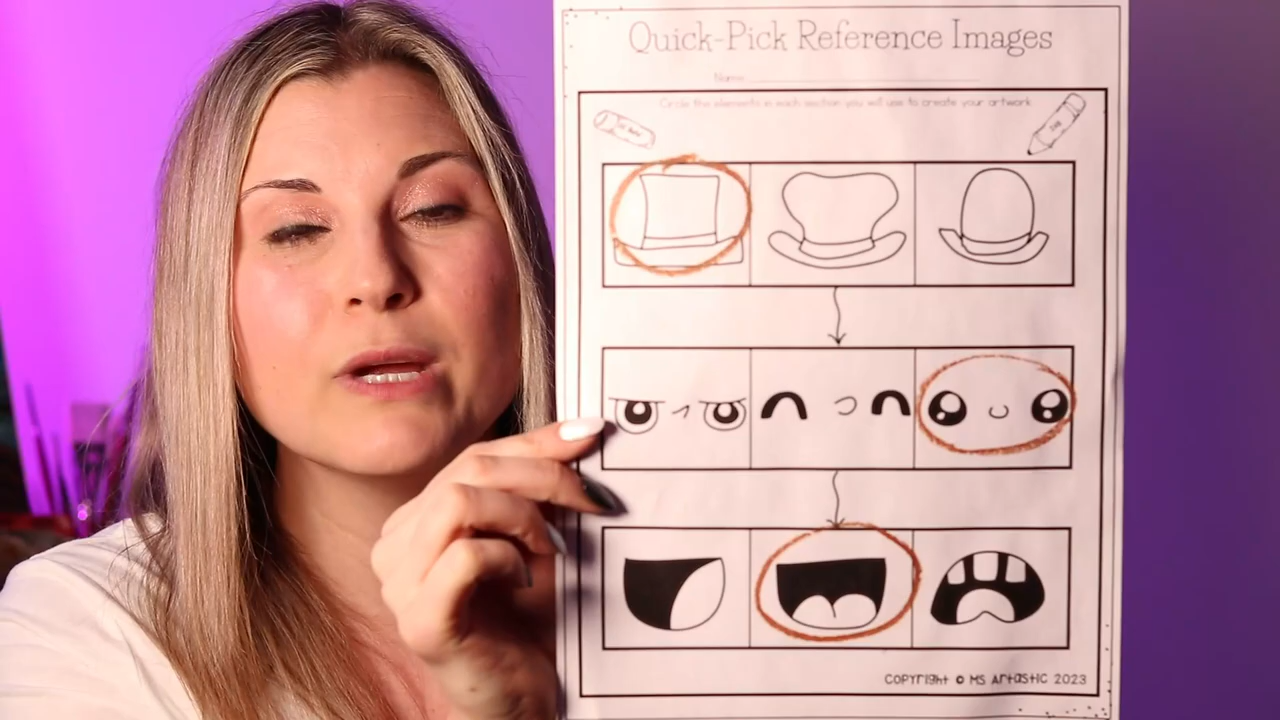 Quick-Pick Reference Images
Name:
Circle the elements in each section you will use to create your artwork
COPYRIGHT © MS ARTASTIC 2023